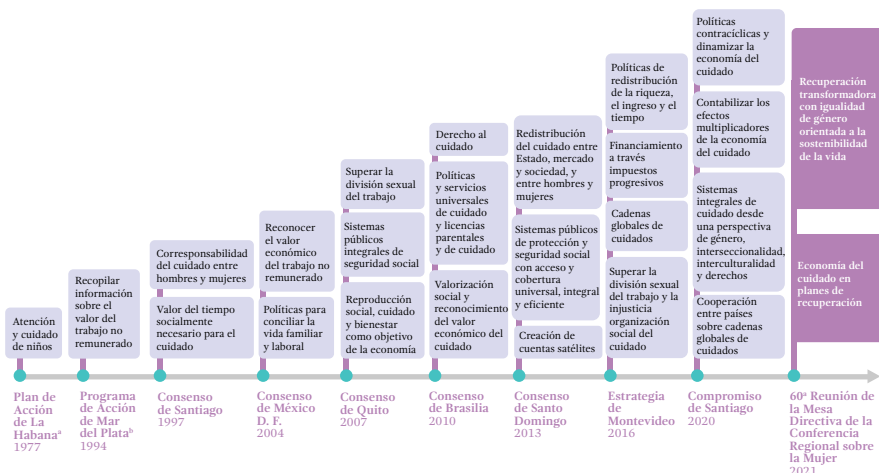 Atención
y cuidado
de niños
Recopilar
información
sobre el
valor del
trabajo no
remunerado
Corresponsabilidad
del cuidado entre
hombres y mujeres
Valor del tiempo
socialmente
necesario para el
cuidado
Reconocer
el valor
económico
del trabajo no
remunerado
Políticas para
conciliar la
vida familiar
y laboral
Superar la
división sexual
del trabajo
Sistemas
públicos
integrales de
seguridad social
Reproducción
social, cuidado
y bienestar
como objetivo
de la economía
Derecho al
cuidado
Políticas
y servicios
universales
de cuidado
y licencias
parentales
y de cuidado
Valorización
social y
reconocimiento
del valor
económico del
cuidado
Redistribución
del cuidado entre
Estado, mercado
y sociedad, y
entre hombres y
mujeres
Sistemas públicos
de protección y
seguridad social
con acceso y
cobertura
universal, integral
y eficiente
Creación de
cuentas satélites
Políticas de
redistribución
de la riqueza,
el ingreso y el
tiempo
Financiamiento
a través
impuestos
progresivos
Cadenas
globales de
cuidados
Superar la
división sexual
del trabajo y la
injusticia
organización
social del
cuidado
Políticas
contracíclicas y
dinamizar la
economía del
cuidado
Contabilizar los
efectos
multiplicadores
de la economía
del cuidado
Sistemas
integrales de
cuidado desde
una perspectiva
de género,
interseccionalidad,
interculturalidad
y derechos
Cooperación
entre países
sobre cadenas
globales de
cuidados
Recuperación
transformadora
con igualdad
de género
orientada a la
sostenibilidad
de la vida
Economía del
cuidado en
planes de
recuperación
Plan de
Acción
de La
Habanaᵃ
1977
Programa
de Acción
de Mar
del Plataᵇ
1994
Consenso
de Santiago
1997
Consenso
de México
D. F.
2004
Consenso
de Quito
2007
Consenso
de Brasilia
2010
Consenso
de Santo
Domingo
2013
Estrategia
de
Montevideo
2016
Compromiso
de Santiago
2020
60ª Reunión de
la Mesa
Directiva de la
Conferencia
Regional sobre
la Mujer
2021